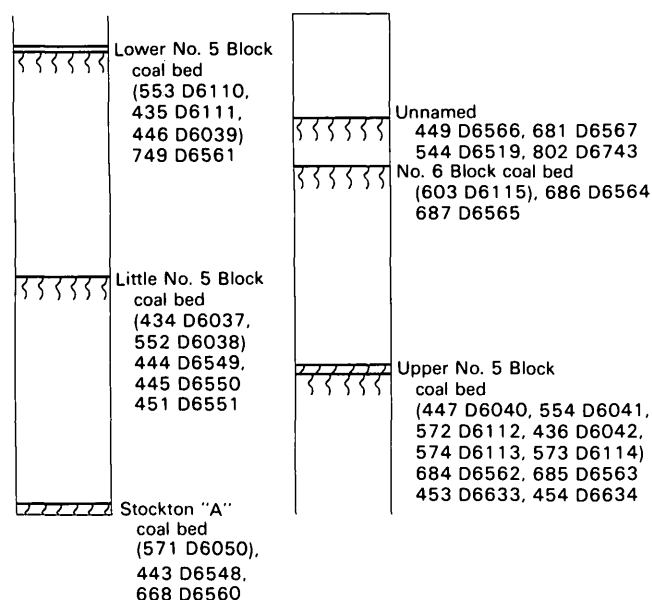 Lower No. 5 Block
coal bed
(553 D6110,
435 D6111,
446 D6039)
749 D6561
Little No. 5 Block
coal bed
(434 D6037,
552 D6038)
444 D6549,
445 D6550
451 D6551
Stockton "A"
coal bed
(571 D6050),
443 D6548,
668 D6560
Unnamed
449 D6566, 681 D6567
544 D6519, 802 D6743
No. 6 Block coal bed
(603 D6115), 686 D6564
687 D6565
Upper No. 5 Block
coal bed
(447 D6040, 554 D6041,
572 D6112, 436 D6042,
574 D6113, 573 D6114)
684 D6562, 685 D6563
453 D6633, 454 D6634